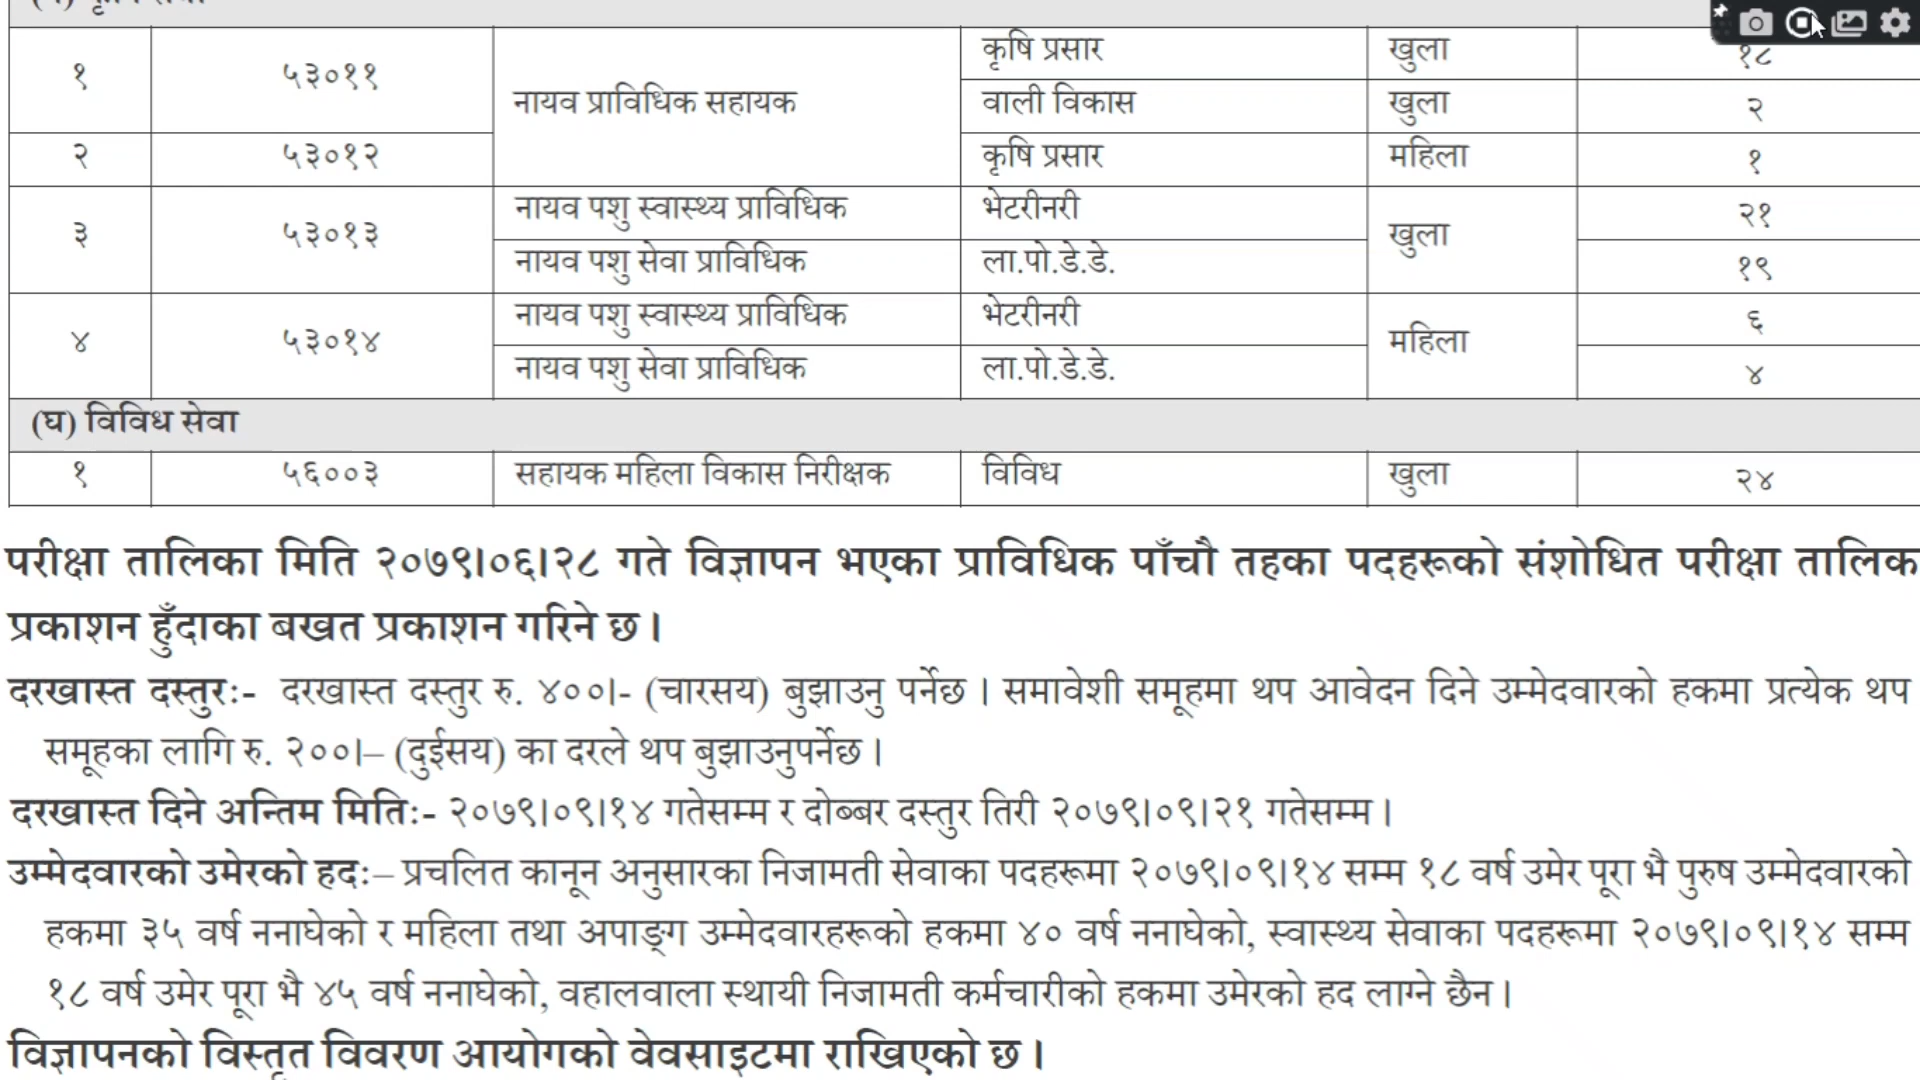 १ ५३०११ नायव प्राविधिक सहायक कृषि प्रसार खुला १८
वाली विकास खुला २
२ ५३०१२ कृषि प्रसार महिला १
३ ५३०१३ नायव पशु स्वास्थ्य प्राविधिक भेटरीनरी खुला २१
नायव पशु सेवा प्राविधिक ला.पो.डे.डे. १९
४ ५३०१४ नायव पशु स्वास्थ्य प्राविधिक भेटरीनरी महिला ६
नायव पशु सेवा प्राविधिक ला.पो.डे.डे. ४
(घ) विविध सेवा
१ ५६००३ सहायक महिला विकास निरीक्षक विविध खुला २४
परीक्षा तालिका मिति २०७९।०६।२८ गते विज्ञापन भएका प्राविधिक पाँचौ तहका पदहरूको संशोधित परीक्षा तालिक
प्रकाशन हुँदाका बखत प्रकाशन गरिने छ ।
दरखास्त दस्तुरः- दरखास्त दस्तुर रु. ४००।- (चारसय) बुझाउनु पर्नेछ । समावेशी समूहमा थप आवेदन दिने उम्मेदवारको हकमा प्रत्येक थप
समूहका लागि रु. २००।– (दुईसय) का दरले थप बुझाउनुपर्नेछ ।
दरखास्त दिने अन्तिम मितिः- २०७९।०९।१४ गतेसम्म र दोब्बर दस्तुर तिरी २०७९।०९।२१ गतेसम्म ।
उम्मेदवारको उमेरको हदः– प्रचलित कानून अनुसारका निजामती सेवाका पदहरूमा २०७९।०९।१४ सम्म १८ वर्ष उमेर पूरा भै पुरुष उम्मेदवारको
हकमा ३५ वर्ष ननाघेको र महिला तथा अपाङ्ग उम्मेदवारहरूको हकमा ४० वर्ष ननाघेको, स्वास्थ्य सेवाका पदहरूमा २०७९।०९।१४ सम्म
१८ वर्ष उमेर पूरा भै ४५ वर्ष ननाघेको, वहालवाला स्थायी निजामती कर्मचारीको हकमा उमेरको हद लाग्ने छैन ।
विज्ञापनको विस्तृत विवरण आयोगको वेवसाइटमा राखिएको छ ।